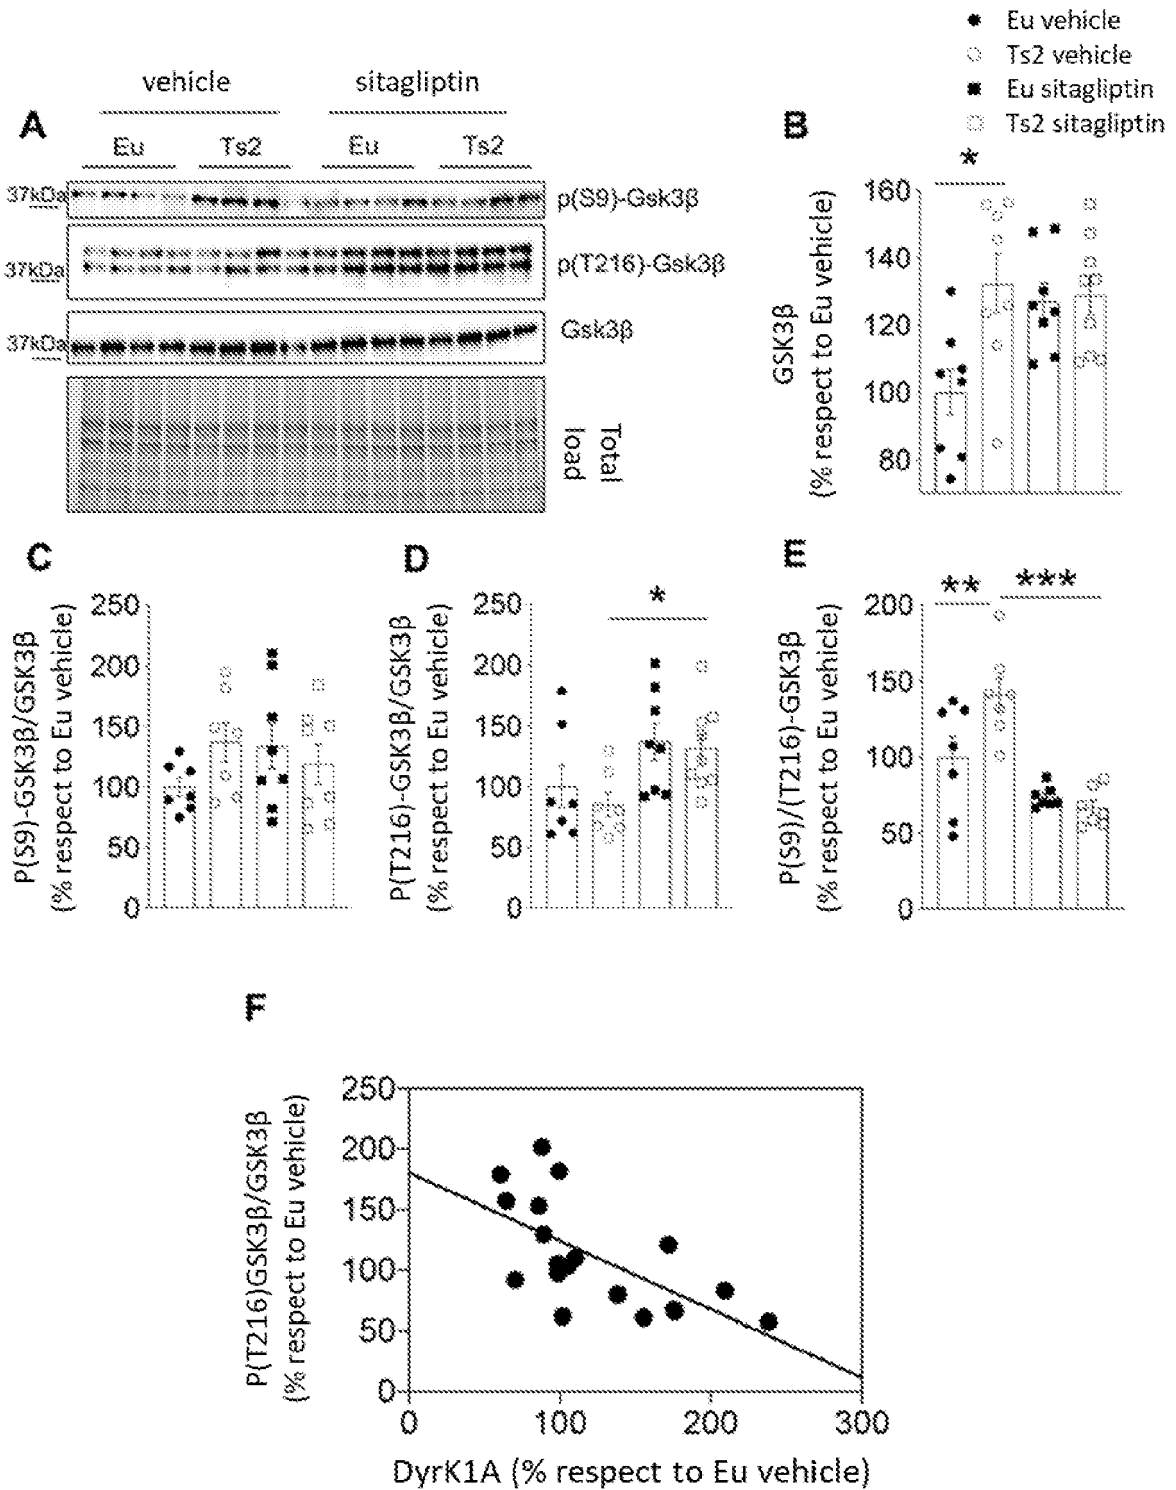 Eu vehicle
Ts2 vehicle
Eu sitagliptin
Ts2 sitagliptin
A
vehicle sitagliptin
Eu Ts2 Eu Ts2
37kDa p(S9)-Gsk3β
37kDa p(T216)-Gsk3β
37kDa Gsk3β
Total
load
B
*
GSK3β
(% respect to Eu vehicle)
160
140
120
100
80
C
P(S9)-GSK3β/GSK3β
(% respect to Eu vehicle)
250
200
150
100
50
0
D
*
P(T216)-GSK3β/GSK3β
(% respect to Eu vehicle)
250
200
150
100
50
0
E
** ***
P(S9)/(T216)-GSK3β
(% respect to Eu vehicle)
200
150
100
50
0
F
P(T216)GSK3β/GSK3β
(% respect to Eu vehicle)
250
200
150
100
50
0
0 100 200 300
DyrK1A (% respect to Eu vehicle)